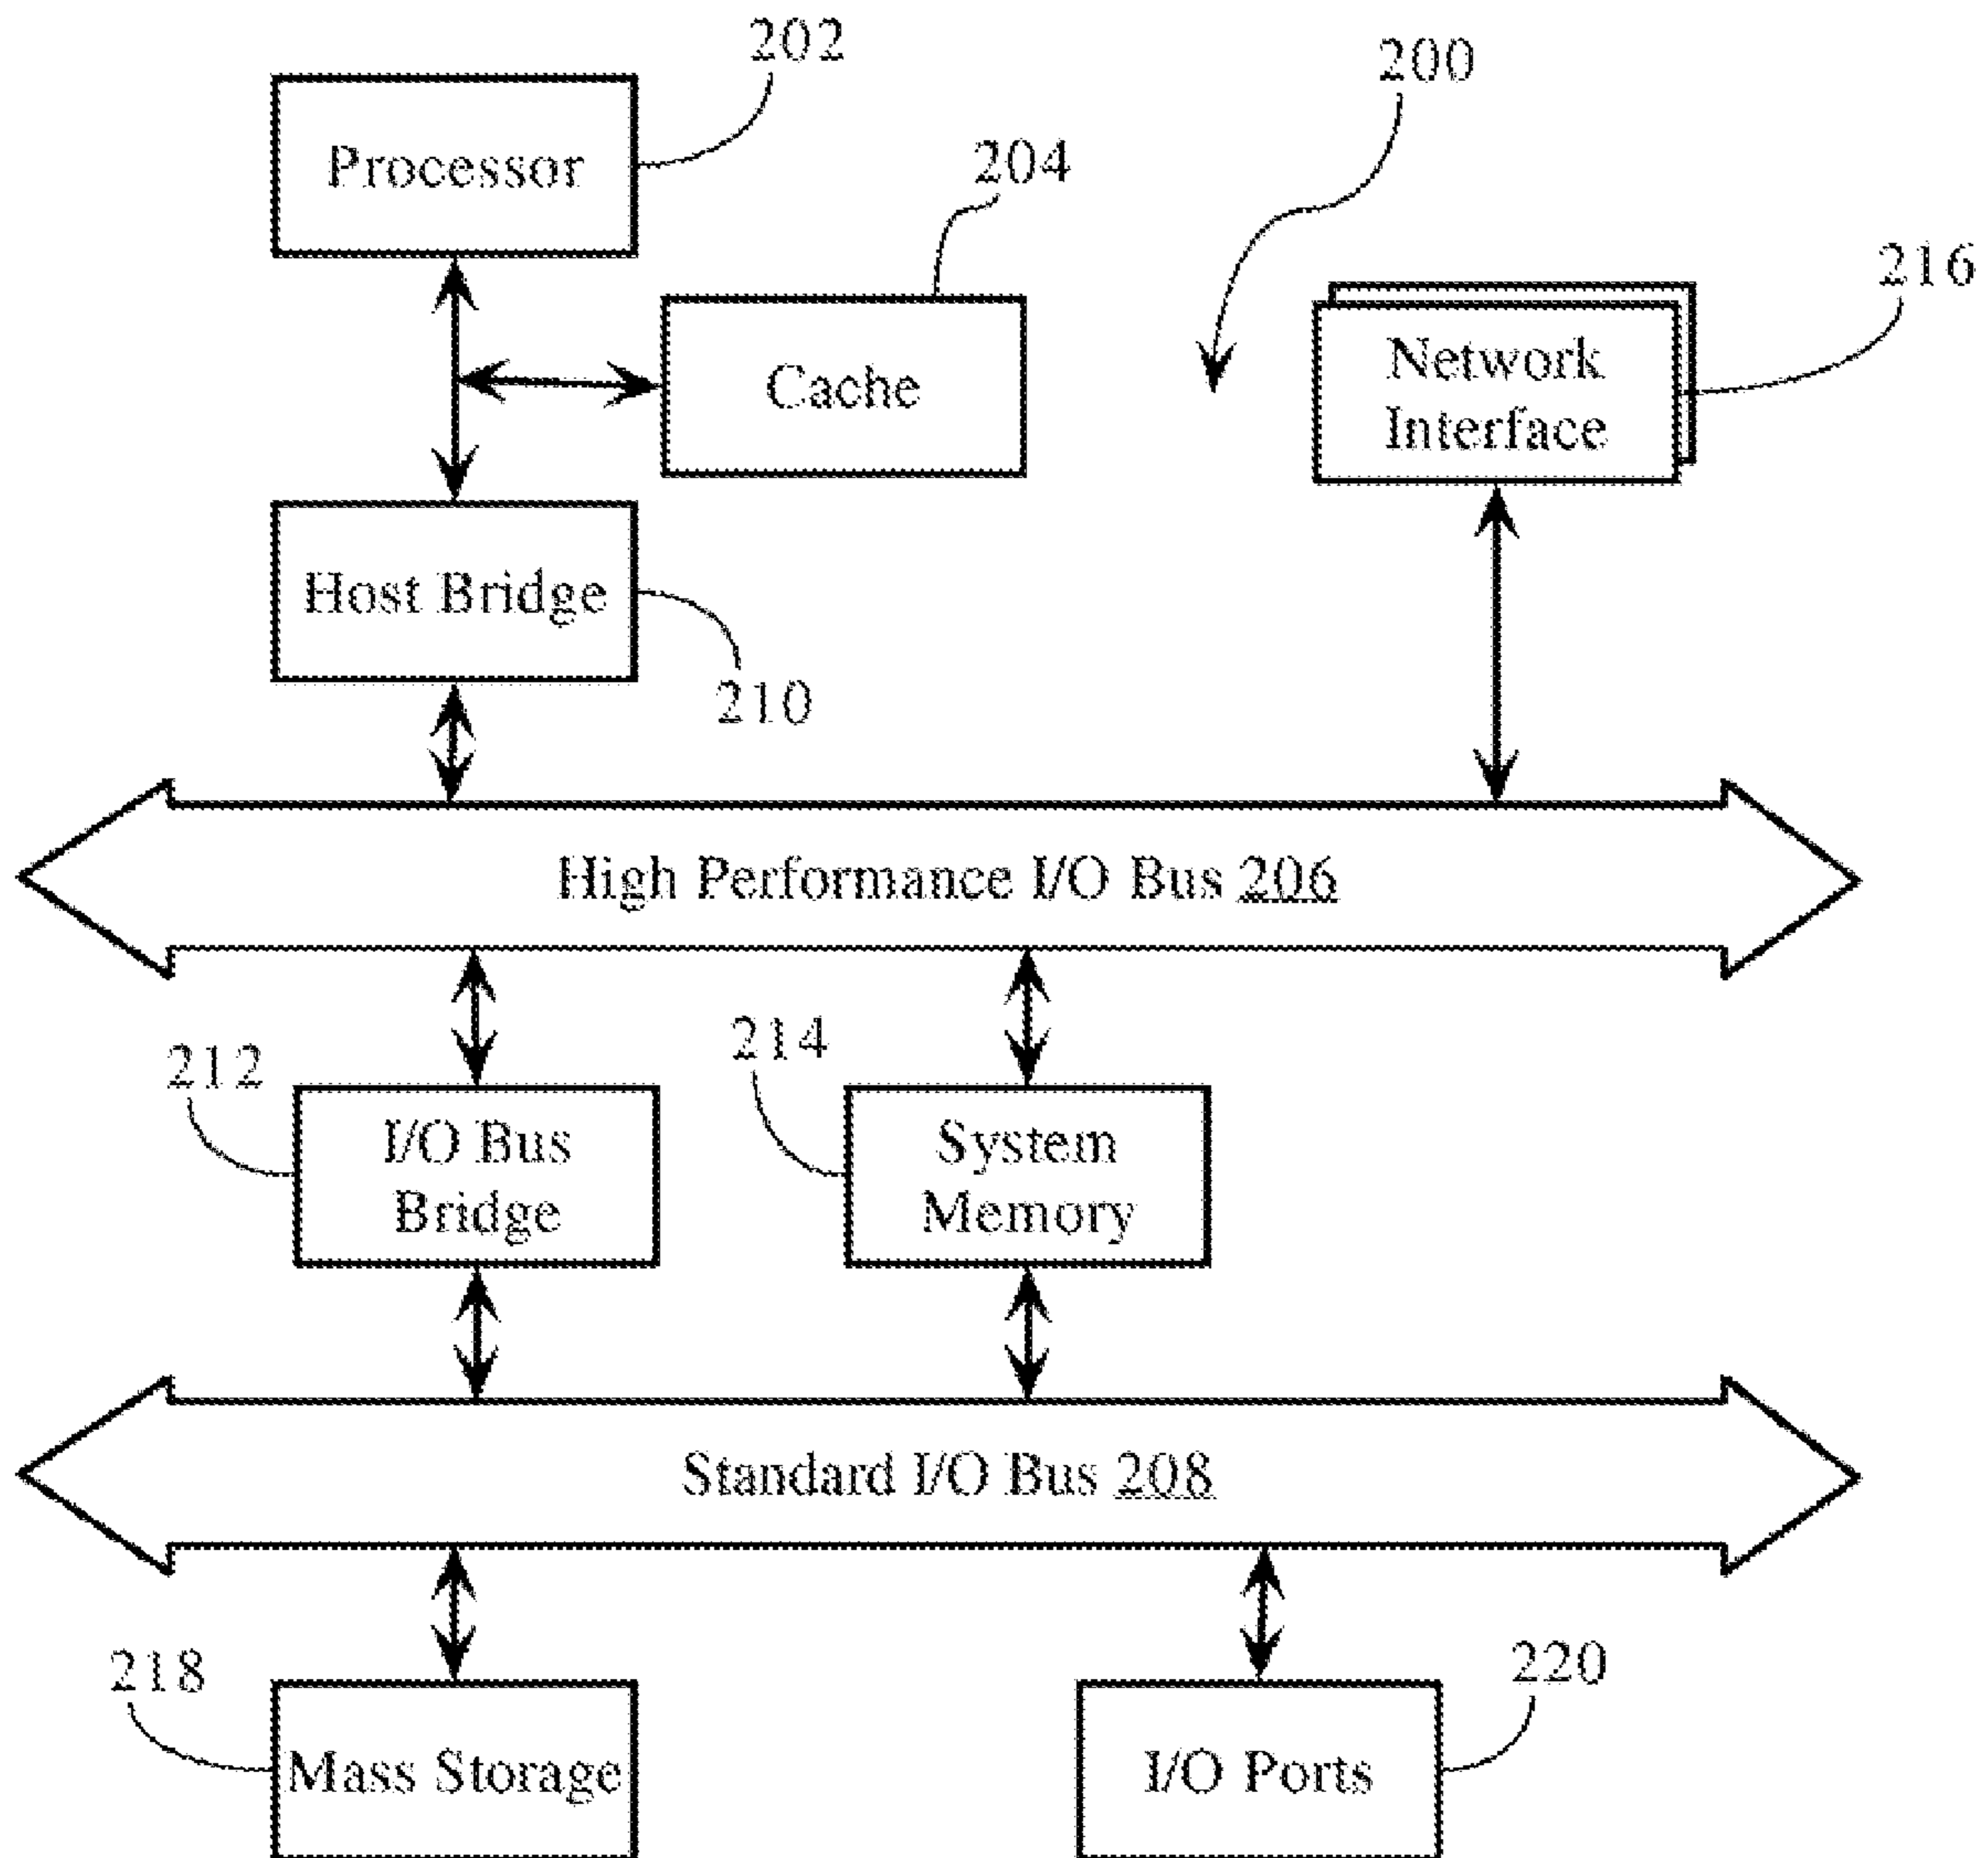 202
200
Processor
204
216
Network
Interface
Cache
Host Bridge
210
High Performance I/O Bus 206
212
214
I/O Bus
Bridge
System
Memory
Standard I/O Bus 208
218
220
Mass Storage
I/O Ports